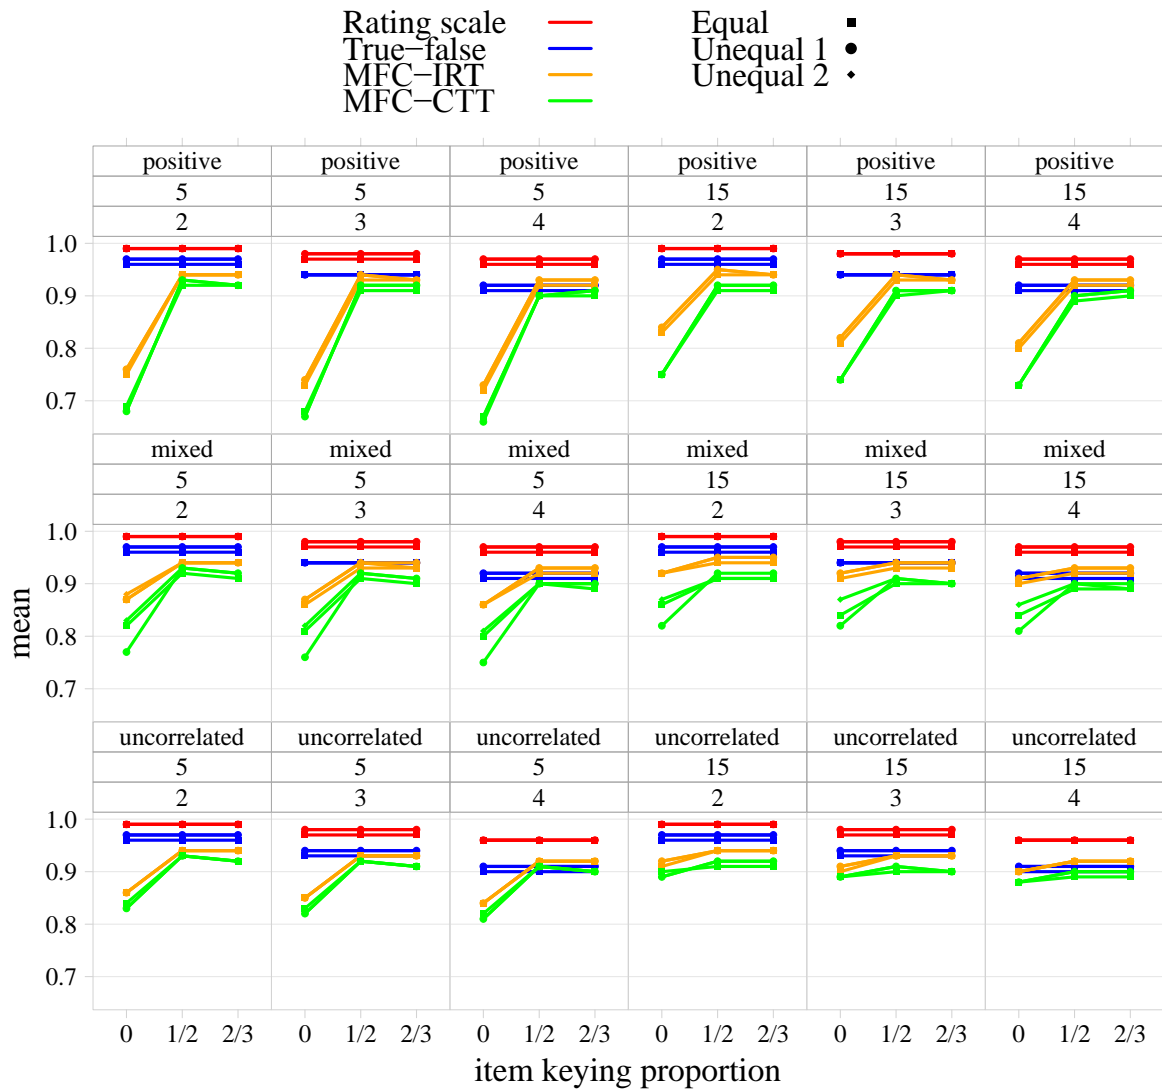 Rating scale Equal
True−false Unequal 1
MFC−IRT Unequal 2
MFC−CTT
positive positive positive positive positive positive
5 5 5 15 15 15
2 3 4 2 3 4
1.0
0.9
0.8
0.7
mixed mixed mixed mixed mixed mixed
5 5 5 15 15 15
2 3 4 2 3 4
1.0
0.9
0.8
0.7
mean
uncorrelated uncorrelated uncorrelated uncorrelated uncorrelated uncorrelated
5 5 5 15 15 15
2 3 4 2 3 4
1.0
0.9
0.8
0.7
0 1/2 2/3 0 1/2 2/3 0 1/2 2/3 0 1/2 2/3 0 1/2 2/3 0 1/2 2/3
item keying proportion